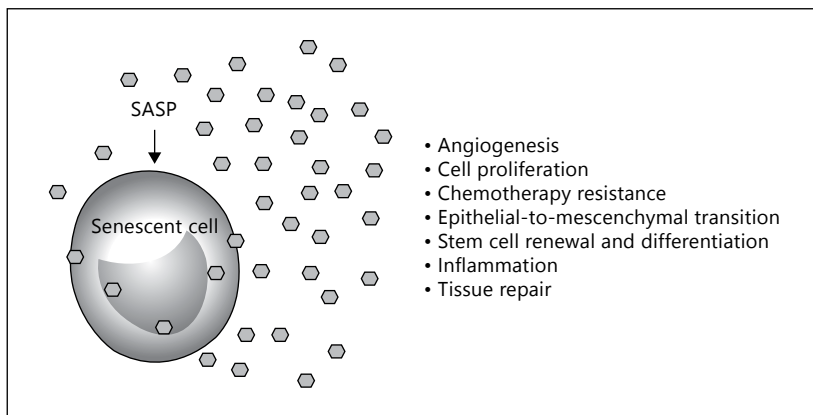 SASP
Senescent cell
• Angiogenesis
• Cell proliferation
• Chemotherapy resistance
• Epithelial-to-mescenchymal transition
• Stem cell renewal and differentiation
• Inflammation
• Tissue repair